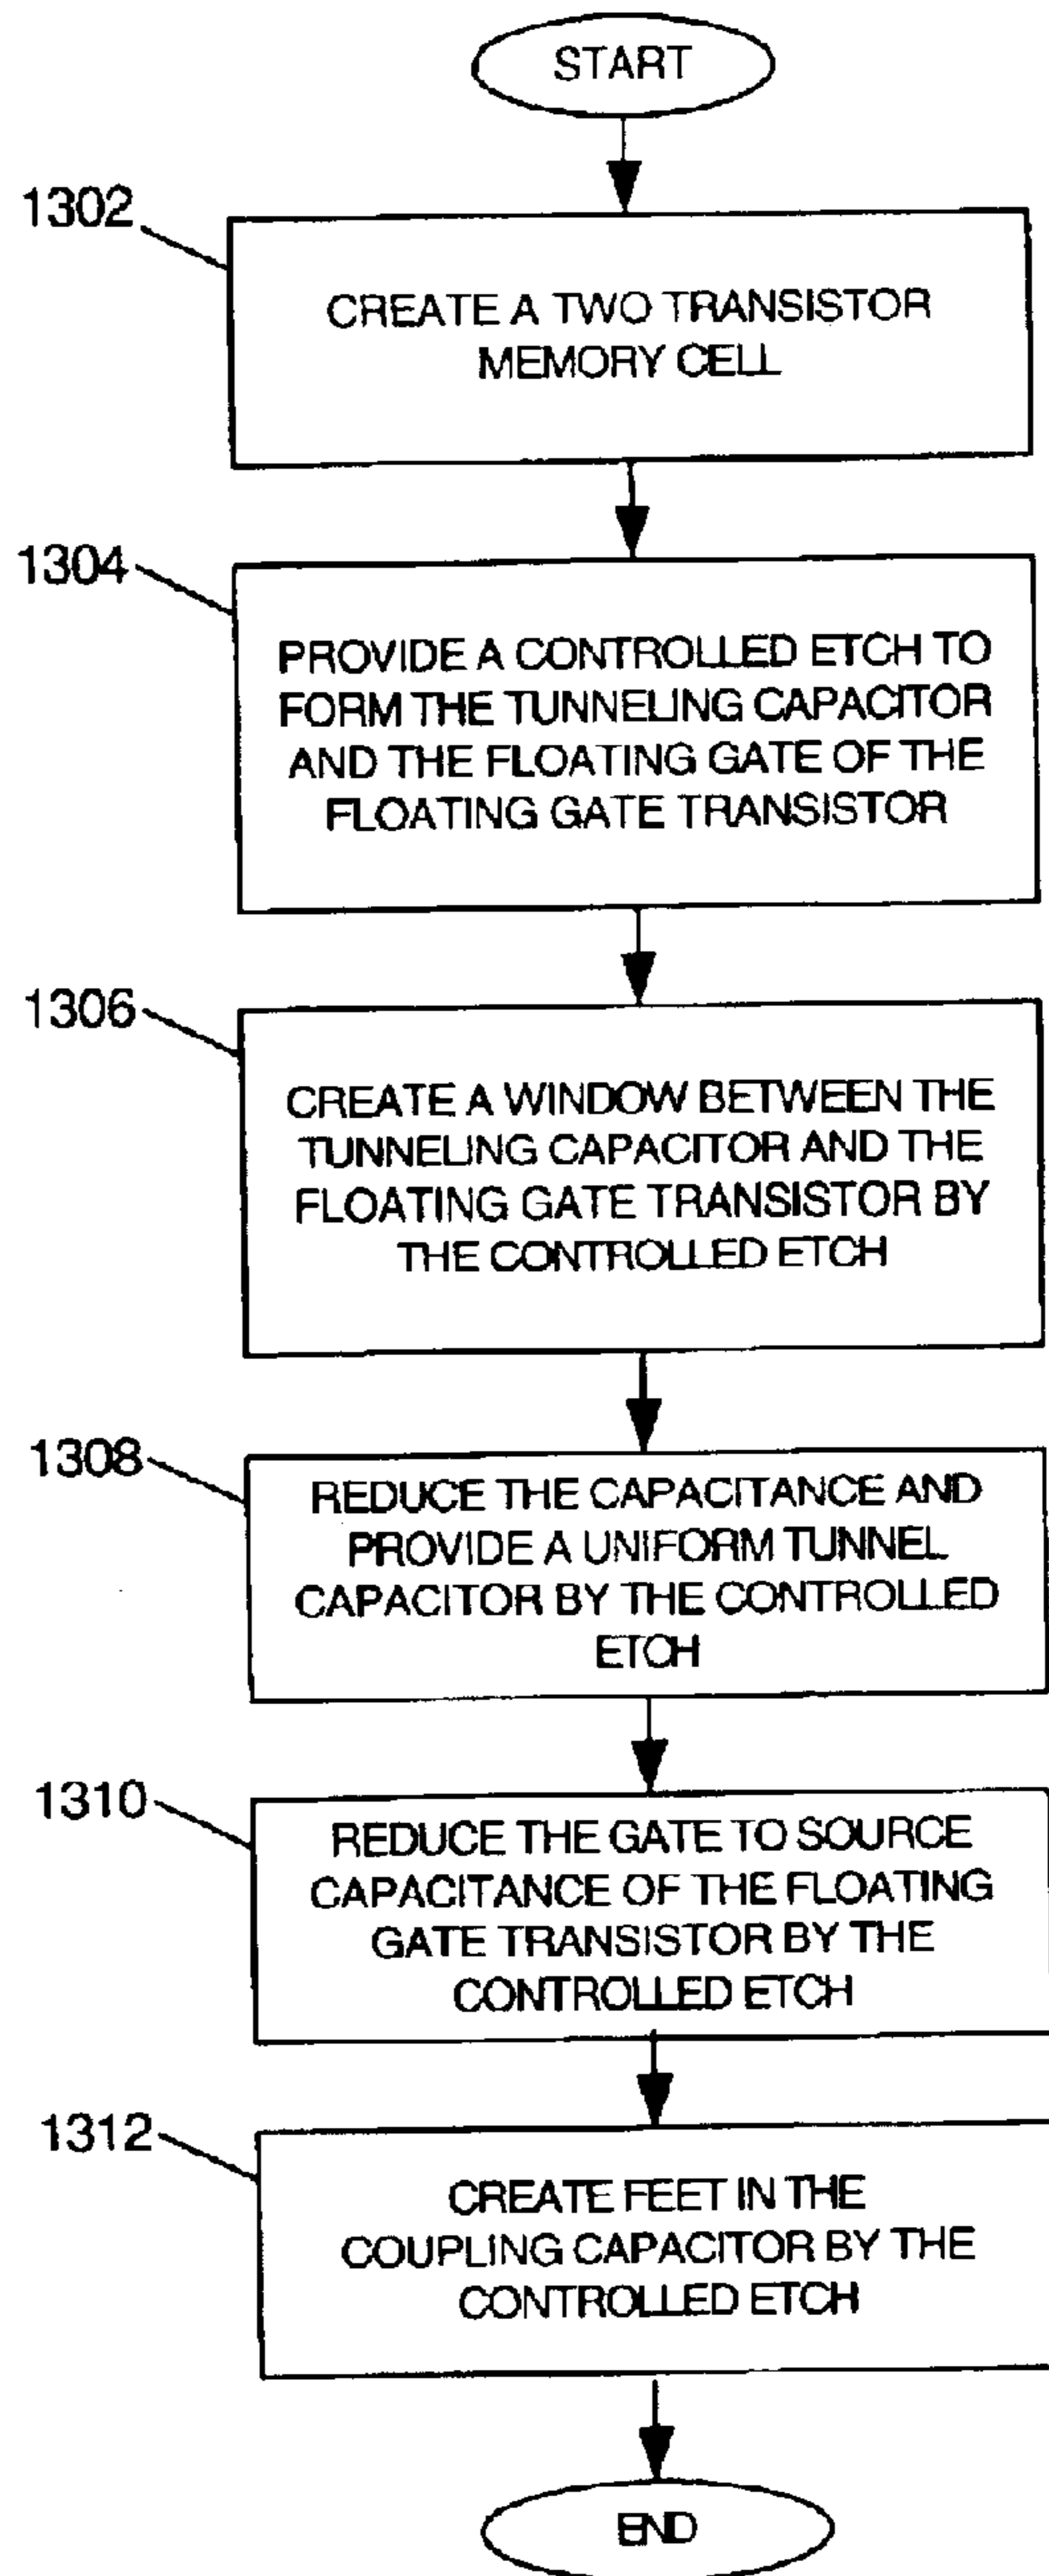 START
1302
CREATE A TWO TRANSISTOR
MEMORY CELL
1304
PROVIDE A CONTROLLED ETCH TO
FORM THE TUNNELING CAPACITOR
AND THE FLOATING GATE OF THE
FLOATING GATE TRANSISTOR
1306
CREATE A WINDOW BETWEEN THE
TUNNELING CAPACITOR AND THE
FLOATING GATE TRANSISTOR BY
THE CONTROLLED ETCH
1308
REDUCE THE CAPACITANCE AND
PROVIDE A UNIFORM TUNNEL
CAPACITOR BY THE CONTROLLED
ETCH
1310
REDUCE THE GATE TO SOURCE
CAPACITANCE OF THE FLOATING
GATE TRANSISTOR BY THE
CONTROLLED ETCH
1312
CREATE FEET IN THE
COUPLING CAPACITOR BY THE
CONTROLLED ETCH
END